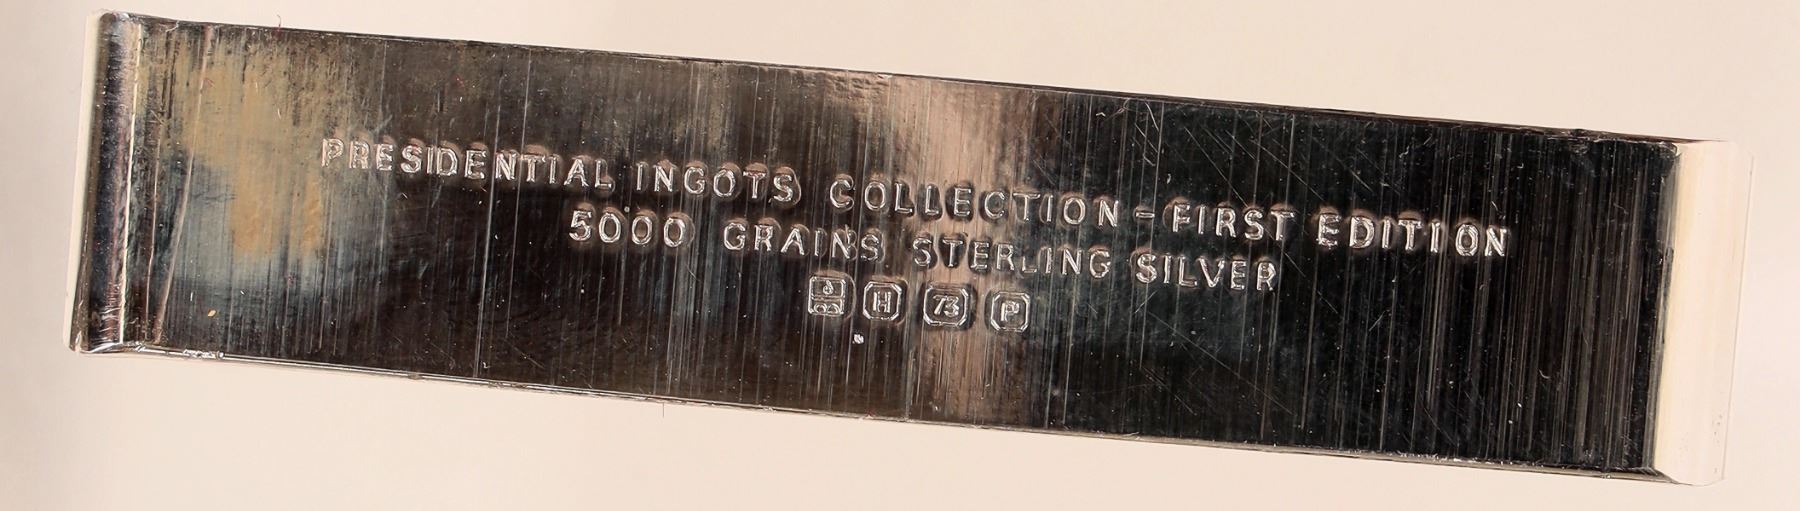 PRESIDENTIAL INGOTS COLLECTION - FIRST EDITION
5000 GRAINS STERLING SILVER
H 73 P